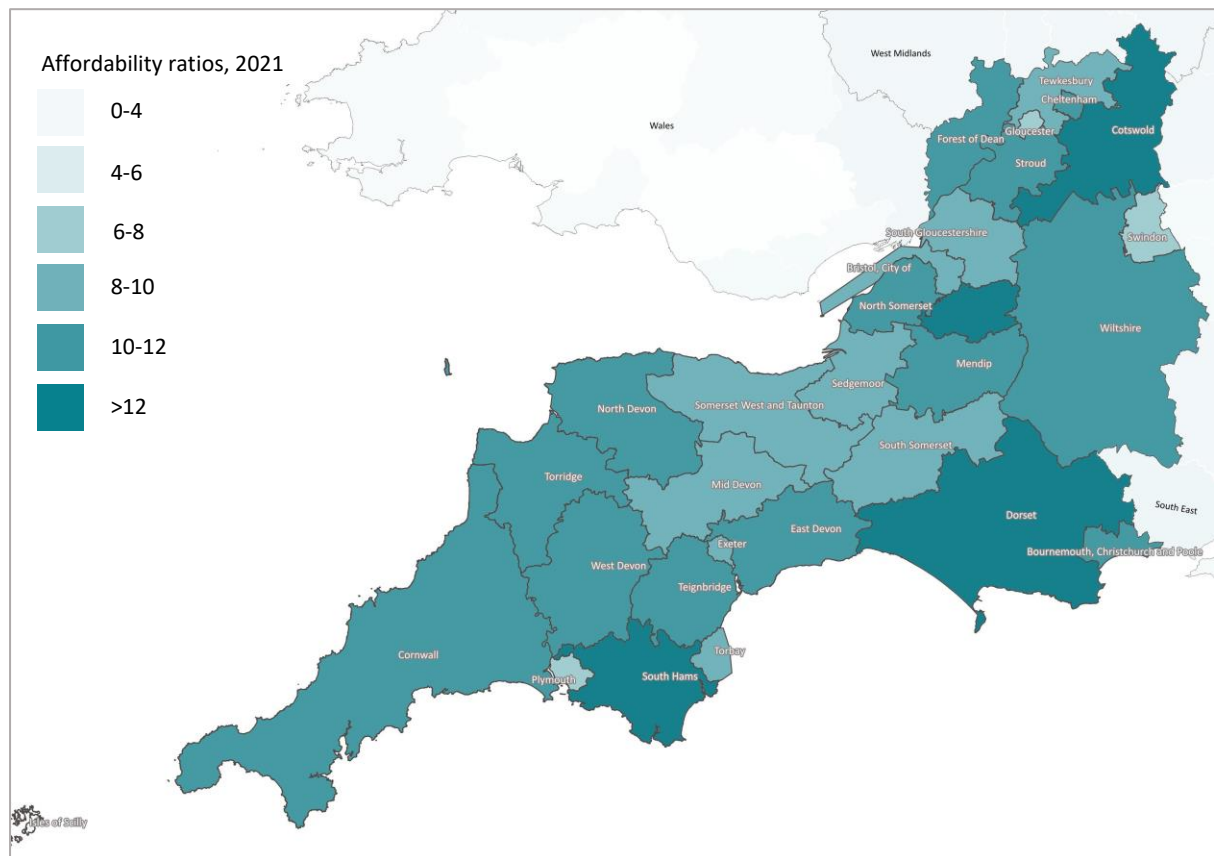 Affordability ratios, 2021
0-4
4-6
6-8
8-10
10-12
>12
West Midlands
Wales
Tewkesbury
Cheltenham
Gloucester
Cotswold
Forest of Dean
Stroud
South Gloucestershire
Swindon
Bristol, City of
North Somerset
Wiltshire
Mendip
Sedgemoor
North Devon
Somerset West and Taunton
South Somerset
Torridge
Mid Devon
South East
Dorset
East Devon
Exeter
Bournemouth, Christchurch and Poole
West Devon
Teignbridge
Cornwall
Torbay
Plymouth
South Hams
Isles of Scilly